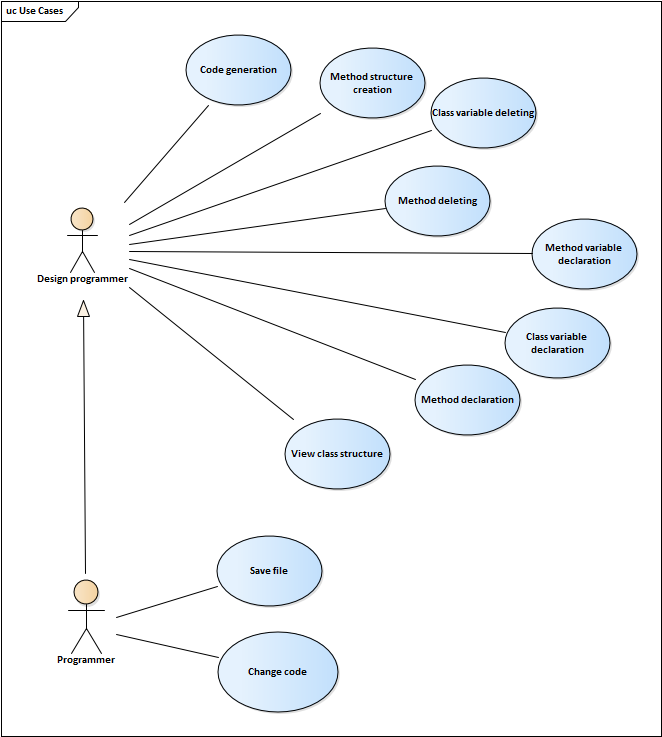 uc Use Cases
Code generation
Method structure
creation
Class variable deleting
Method deleting
Design programmer
Method variable
declaration
Class variable
declaration
Method declaration
View class structure
Save file
Programmer
Change code